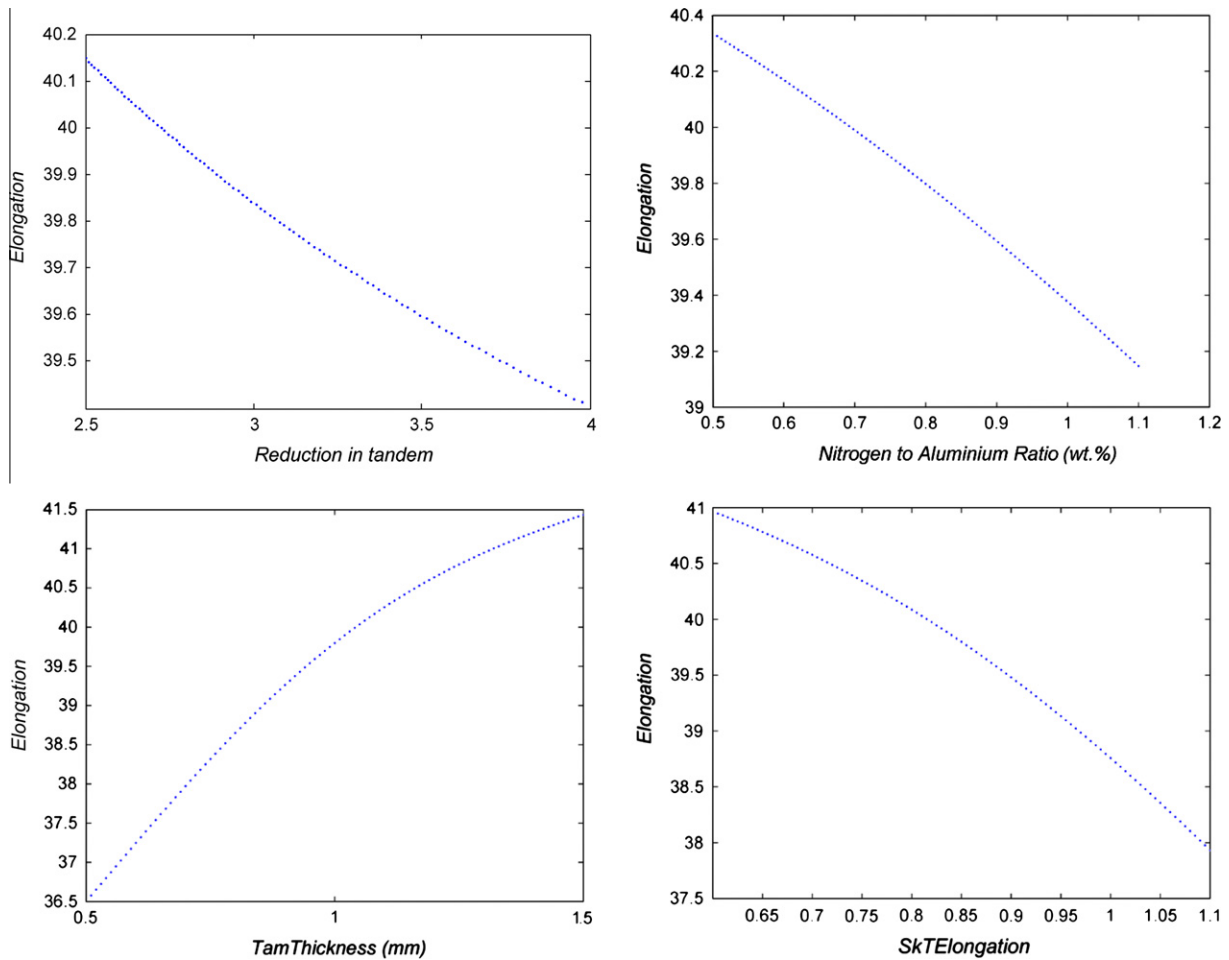 40.2
40.1
40
39.9
39.8
39.7
39.6
39.5
Elongation
2.5 3 3.5 4
Reduction in tandem
40.4
40.2
40
39.8
39.6
39.4
39.2
39
Elongation
0.5 0.6 0.7 0.8 0.9 1 1.1 1.2
Nitrogen to Aluminium Ratio (wt.%)
41.5
41
40.5
40
39.5
39
38.5
38
37.5
37
36.5
Elongation
0.5 1 1.5
TamThickness (mm)
41
40.5
40
39.5
39
38.5
38
37.5
Elongation
0.65 0.7 0.75 0.8 0.85 0.9 0.95 1 1.05 1.1
SkTElongation